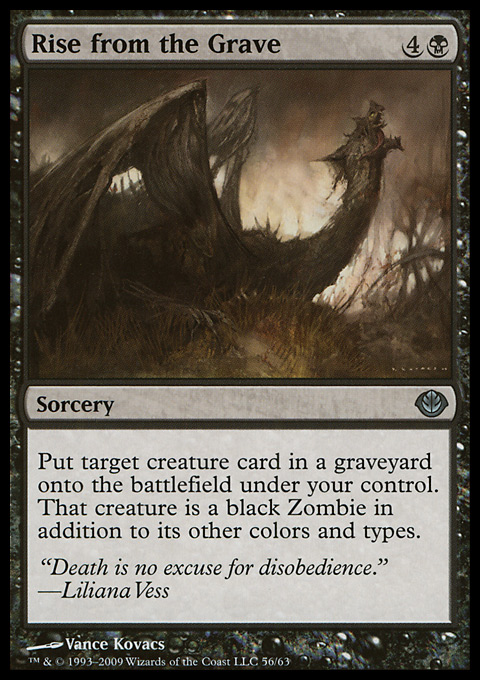 Rise from the Grave 4
Sorcery
Put target creature card in a graveyard
onto the battlefield under your control.
That creature is a black Zombie in
addition to its other colors and types.
“Death is no excuse for disobedience.”
—Liliana Vess
Vance Kovacs
™ & © 1993–2009 Wizards of the Coast LLC 56/63